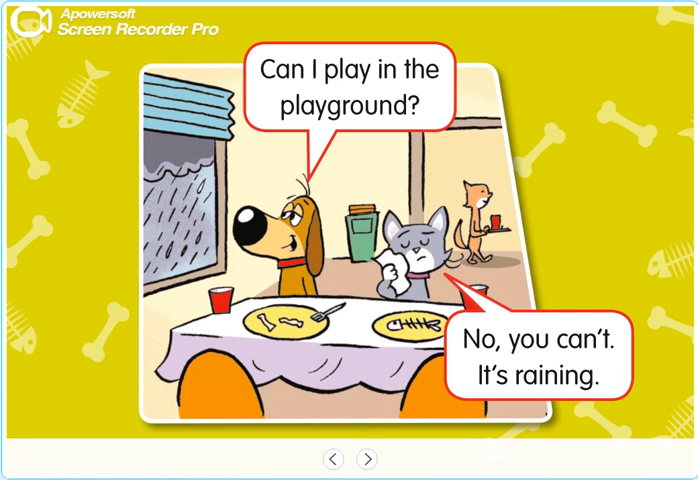 Apowersoft
Screen Recorder Pro
Can I play in the
playground?
No, you can't.
It's raining.